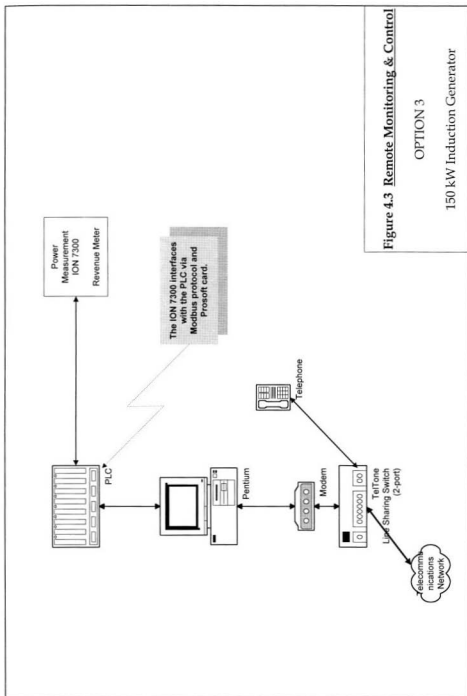 Power
Measurement
ION 7300
Revenue Meter
The ION 7300 interfaces
with the PLC via
Modbus protocol and
Prosoft card.
PLC
Pentium
Modem
Telephone
TelTone
Line Sharing Switch
(2-port)
Telecommu
nications
Network
Figure 4.3 Remote Monitoring & Control
OPTION 3
150 kW Induction Generator